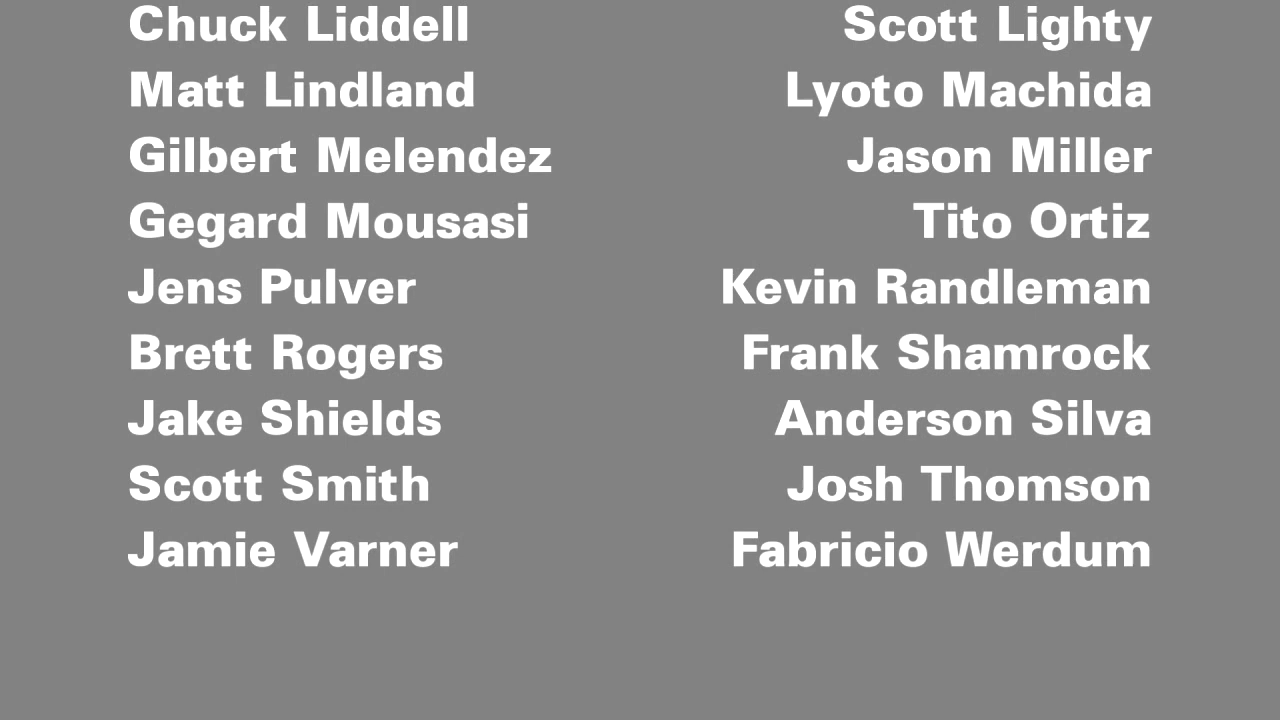 Chuck Liddell Scott Lighty
Matt Lindland Lyoto Machida
Gilbert Melendez Jason Miller
Gegard Mousasi Tito Ortiz
Jens Pulver Kevin Randleman
Brett Rogers Frank Shamrock
Jake Shields Anderson Silva
Scott Smith Josh Thomson
Jamie Varner Fabricio Werdum